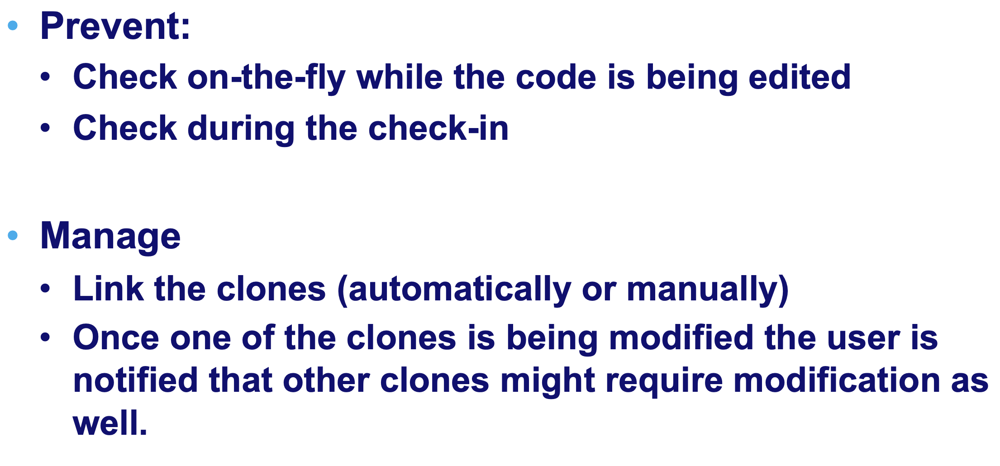 • Prevent:
• Check on-the-fly while the code is being edited
• Check during the check-in
• Manage
• Link the clones (automatically or manually)
• Once one of the clones is being modified the user is
notified that other clones might require modification as
well.